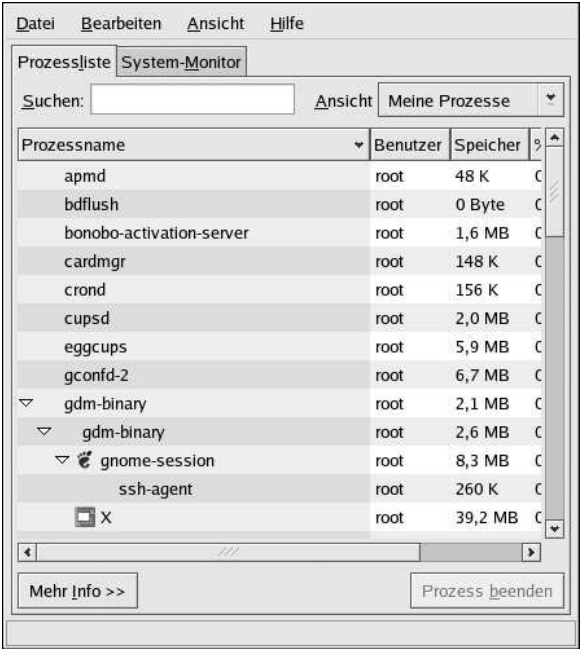 Datei Bearbeiten Ansicht Hilfe
Prozessliste System-Monitor
Suchen: Ansicht Meine Prozesse
Prozessname Benutzer Speicher %
apmd root 48 K
bdflush root 0 Byte
bonobo-activation-server root 1,6 MB
cardmgr root 148 K
crond root 156 K
cupsd root 2,0 MB
eggcups root 5,9 MB
gconfd-2 root 6,7 MB
gdm-binary root 2,1 MB
gdm-binary root 2,6 MB
gnome-session root 8,3 MB
ssh-agent root 260 K
X root 39,2 MB
Mehr Info >> Prozess beenden